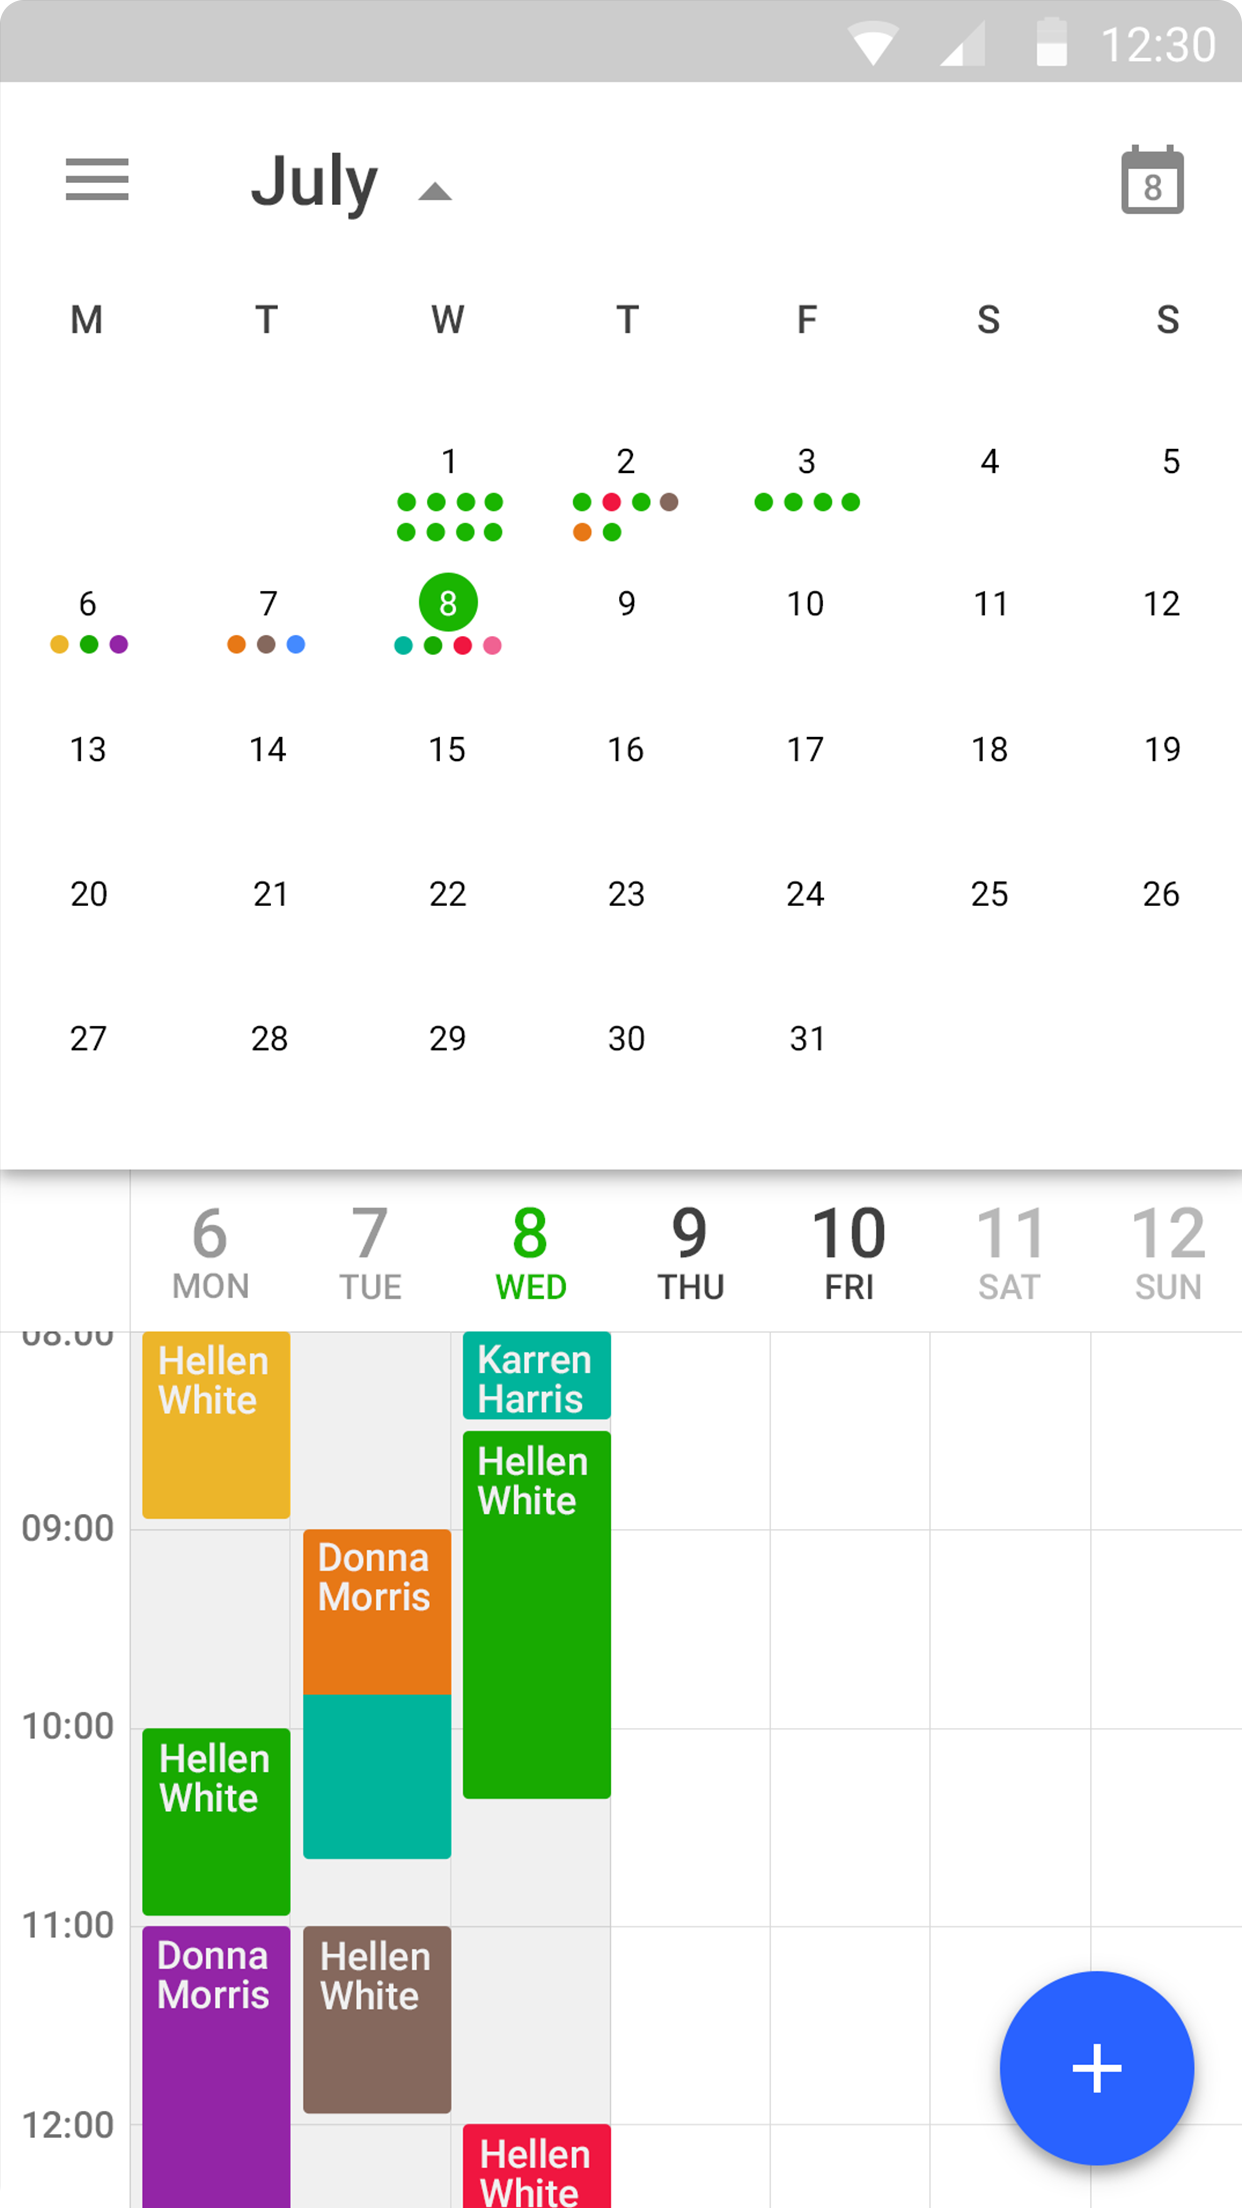 12:30
July
8
M T W T F S S
1 2 3 4 5
6 7 8 9 10 11 12
13 14 15 16 17 18 19
20 21 22 23 24 25 26
27 28 29 30 31
6 7 8 9 10 11 12
MON TUE WED THU FRI SAT SUN
08:00
Hellen
White
Karren
Harris
Hellen
White
09:00
Donna
Morris
10:00
Hellen
White
11:00
Donna
Morris
Hellen
White
12:00
Hellen
White